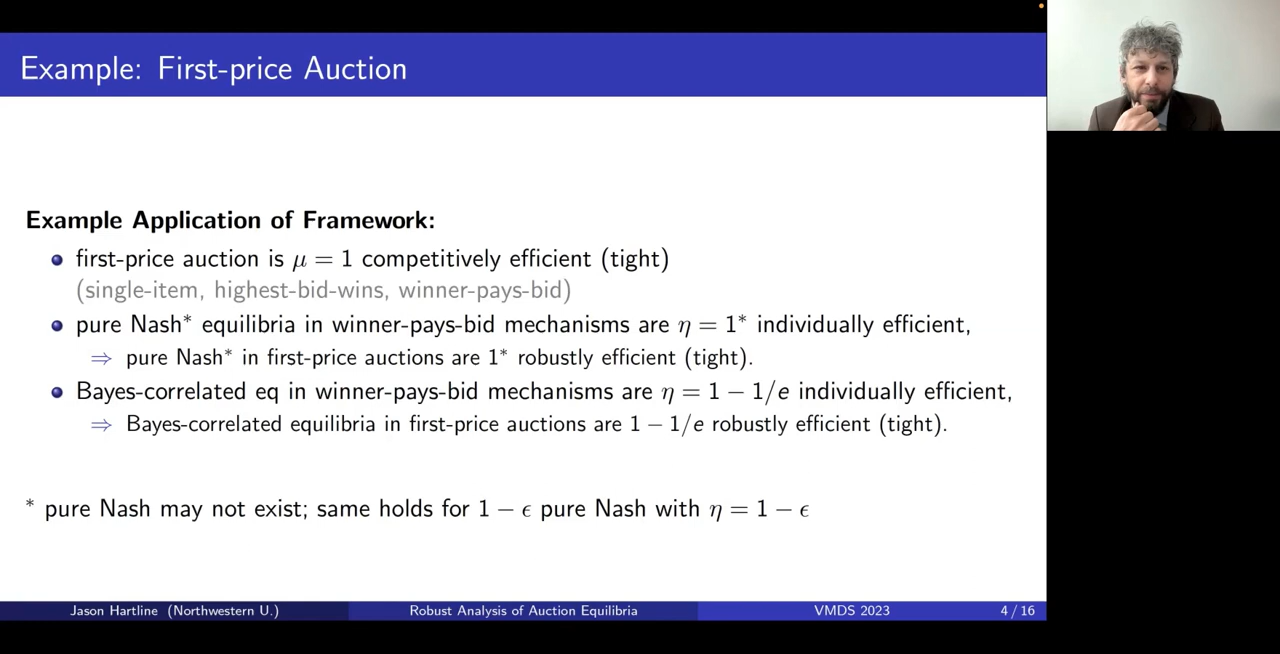 Example: First-price Auction
Example Application of Framework:
first-price auction is μ = 1 competitively efficient (tight)
(single-item, highest-bid-wins, winner-pays-bid)
pure Nash* equilibria in winner-pays-bid mechanisms are η = 1* individually efficient,
⇒ pure Nash* in first-price auctions are 1* robustly efficient (tight).
Bayes-correlated eq in winner-pays-bid mechanisms are η = 1 − 1/e individually efficient,
⇒ Bayes-correlated equilibria in first-price auctions are 1 − 1/e robustly efficient (tight).
* pure Nash may not exist; same holds for 1 − ϵ pure Nash with η = 1 − ϵ
Jason Hartline (Northwestern U.) Robust Analysis of Auction Equilibria VMDS 2023 4 / 16